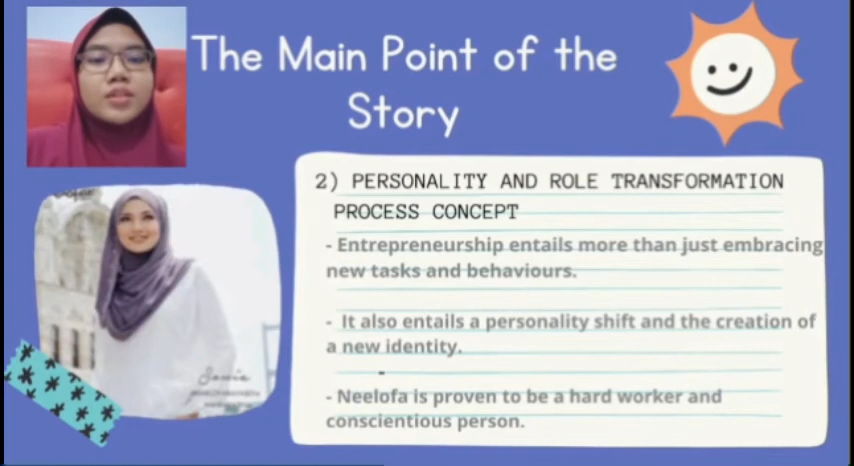 The Main Point of the
Story
2) PERSONALITY AND ROLE TRANSFORMATION
PROCESS CONCEPT
- Entrepreneurship entails more than just embracing
new tasks and behaviours.
- It also entails a personality shift and the creation of
a new identity.
-
- Neelofa is proven to be a hard worker and
conscientious person.